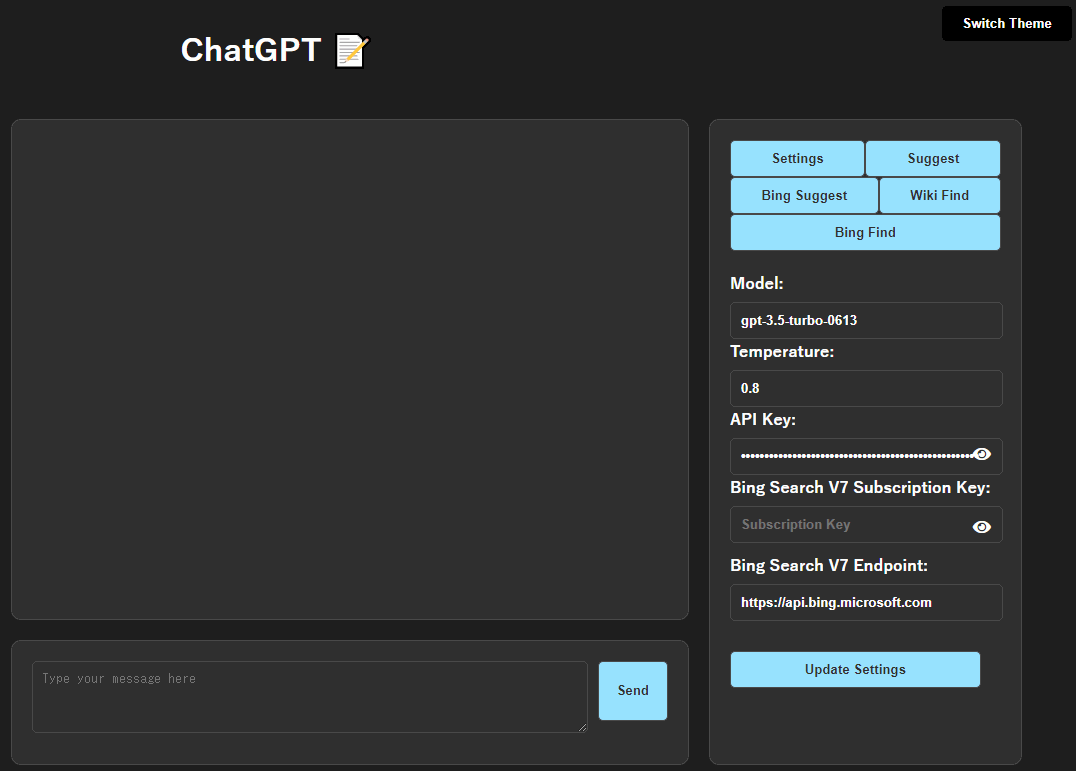 Switch Theme
ChatGPT 📝
Settings
Suggest
Bing Suggest
Wiki Find
Bing Find
Model:
gpt-3.5-turbo-0613
Temperature:
0.8
API Key:
Bing Search V7 Subscription Key:
Subscription Key
Bing Search V7 Endpoint:
https://api.bing.microsoft.com
Update Settings
Type your message here
Send